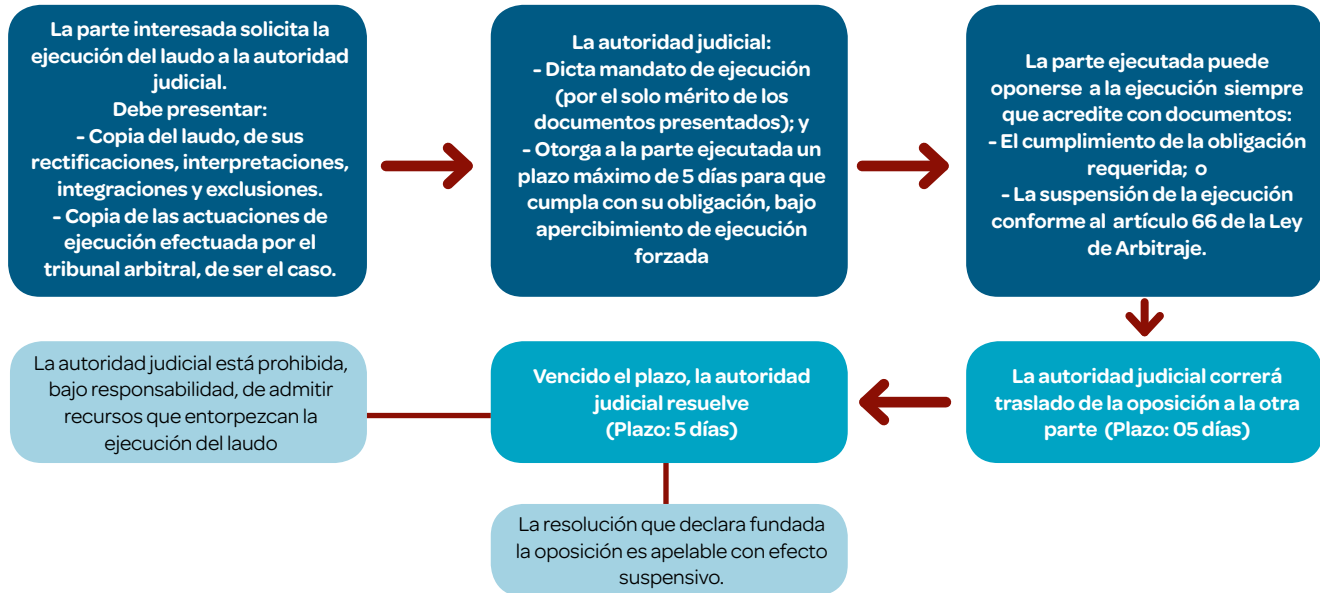 La parte interesada solicita la
ejecución del laudo a la autoridad
judicial.
Debe presentar:
- Copia del laudo, de sus
rectificaciones, interpretaciones,
integraciones y exclusiones.
- Copia de las actuaciones de
ejecución efectuada por el
tribunal arbitral, de ser el caso.
La autoridad judicial:
- Dicta mandato de ejecución
(por el solo mérito de los
documentos presentados); y
- Otorga a la parte ejecutada un
plazo máximo de 5 días para que
cumpla con su obligación, bajo
apercibimiento de ejecución
forzada
La parte ejecutada puede
oponerse a la ejecución siempre
que acredite con documentos:
- El cumplimiento de la obligación
requerida; o
- La suspensión de la ejecución
conforme al artículo 66 de la Ley
de Arbitraje.
La autoridad judicial correrá
traslado de la oposición a la otra
parte (Plazo: 05 días)
Vencido el plazo, la autoridad
judicial resuelve
(Plazo: 5 días)
La autoridad judicial está prohibida,
bajo responsabilidad, de admitir
recursos que entorpezcan la
ejecución del laudo
La resolución que declara fundada
la oposición es apelable con efecto
suspensivo.